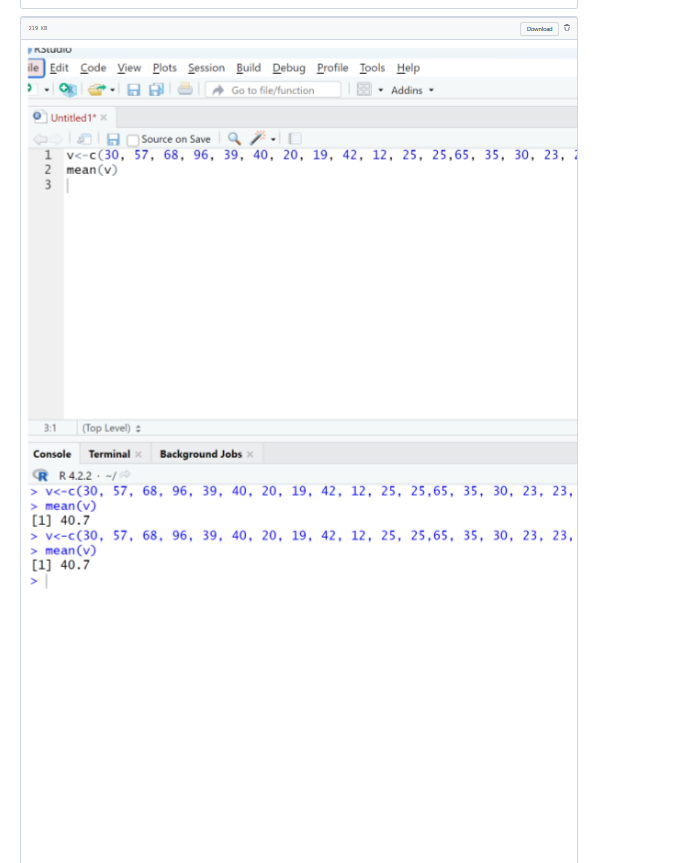 219 KB
Download
RStudio
ile Edit Code View Plots Session Build Debug Profile Tools Help
Go to file/function
Addins
Untitled1*
Source on Save
1 v<-c(30, 57, 68, 96, 39, 40, 20, 19, 42, 12, 25, 25,65, 35, 30, 23,
2 mean(v)
3
3:1 (Top Level)
Console Terminal Background Jobs
R 4.2.2 · ~/
> v<-c(30, 57, 68, 96, 39, 40, 20, 19, 42, 12, 25, 25,65, 35, 30, 23, 23,
> mean(v)
[1] 40.7
> v<-c(30, 57, 68, 96, 39, 40, 20, 19, 42, 12, 25, 25,65, 35, 30, 23, 23,
> mean(v)
[1] 40.7
>